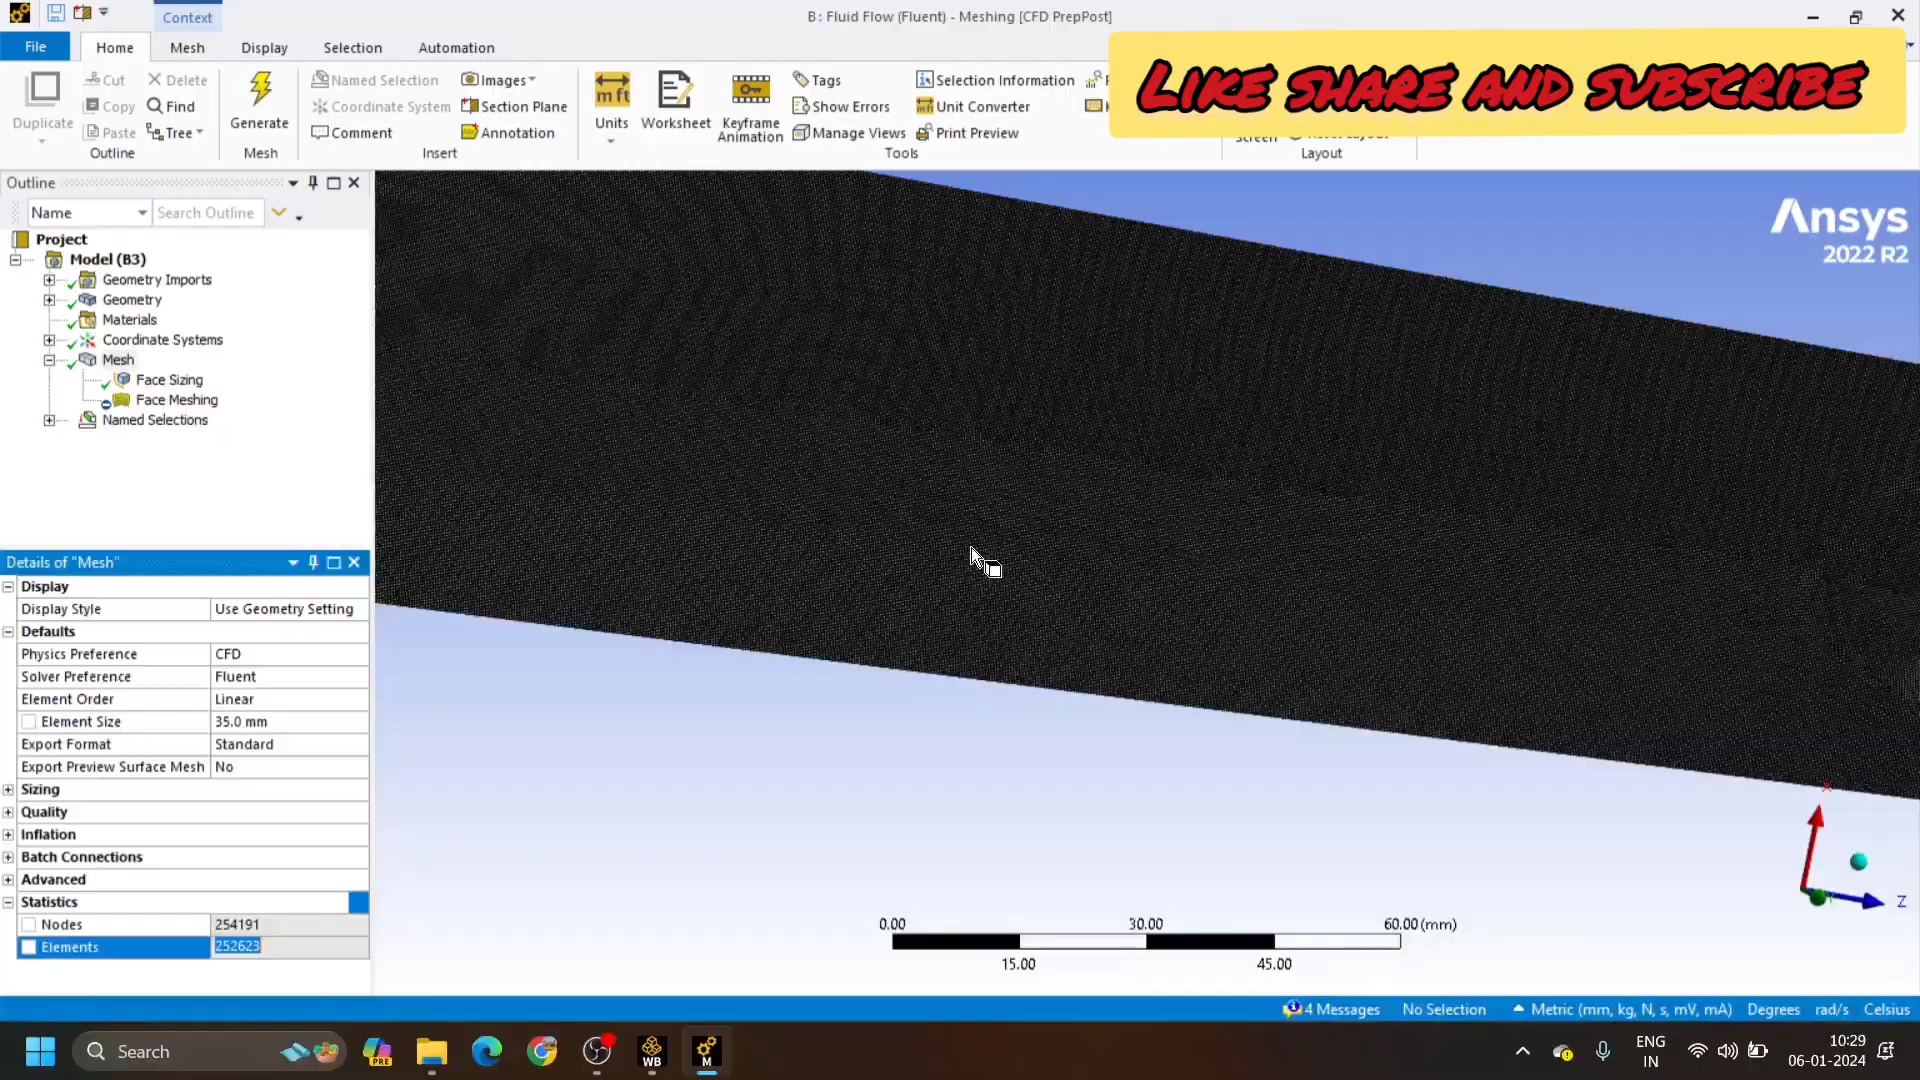 Context
B : Fluid Flow (Fluent) - Meshing [CFD PrepPost]
File
Home
Mesh
Display
Selection
Automation
LIKE SHARE AND SUBSCRIBE
Duplicate
Cut
Copy
Paste
Delete
Find
Tree
Outline
Generate
Mesh
Named Selection
Coordinate System
Comment
Images
Section Plane
Annotation
Insert
Units
Worksheet
Keyframe
Animation
Tags
Show Errors
Manage Views
Selection Information
Unit Converter
Print Preview
Tools
Layout
Outline
Name
Search Outline
Project
Model (B3)
Geometry Imports
Geometry
Materials
Coordinate Systems
Mesh
Face Sizing
Face Meshing
Named Selections
Ansys
2022 R2
Details of "Mesh"
Display
Display Style Use Geometry Setting
Defaults
Physics Preference CFD
Solver Preference Fluent
Element Order Linear
Element Size 35.0 mm
Export Format Standard
Export Preview Surface Mesh No
Sizing
Quality
Inflation
Batch Connections
Advanced
Statistics
Nodes 254191
Elements 252623
X
Z
0.00 30.00 60.00 (mm)
15.00 45.00
4 Messages No Selection Metric (mm, kg, N, s, mV, mA) Degrees rad/s Celsius
Search
PRE
WB
M
ENG
IN
10:29
06-01-2024